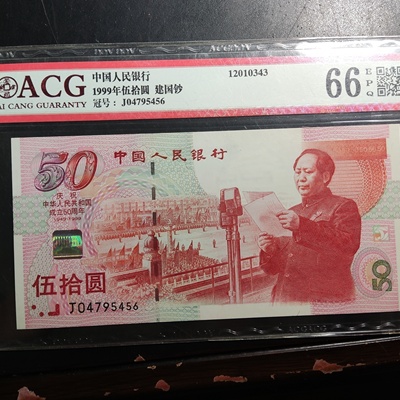 ACG
AI CANG GUARANTY
中国人民银行
1999年伍拾圆 建国钞
冠号: J04795456
12010343
66 EPQ
50
中国人民银行
庆祝
中华人民共和国
成立50周年
1949-1999
伍拾圆
J04795456
50